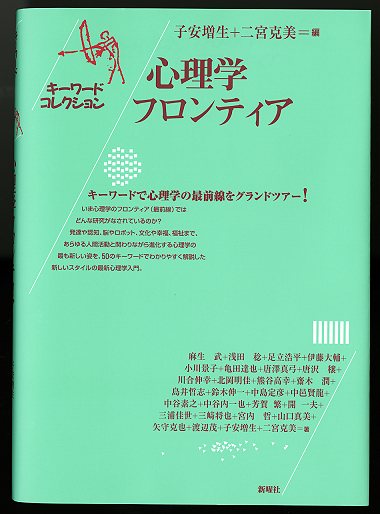 子安増生+二宮克美=編
キーワード
コレクション
心理学
フロンティア
キーワードで心理学の最前線をグランドツアー!
いま心理学のフロンティア(最前線)では
どんな研究がなされているのか?
発達や認知、脳やロボット、文化や幸福、福祉まで、
あらゆる人間活動と関わりながら進化する心理学の
最も新しい姿を、50のキーワードでわかりやすく解説した
新しいスタイルの最新心理学入門。
麻生 武+浅田 稔+足立浩平+伊藤大輔+
小川景子+亀田達也+唐澤真弓+唐沢 穣+
川合伸幸+北岡明佳+熊谷高幸+齋木 潤+
島井哲志+鈴木伸一+中島定彦+中邑賢龍+
中谷素之+中谷内一也+芳賀 繁+開 一夫+
三浦佳世+三﨑将也+宮内 哲+山口真美+
矢守克也+渡辺茂+子安増生+二宮克美=著
新曜社